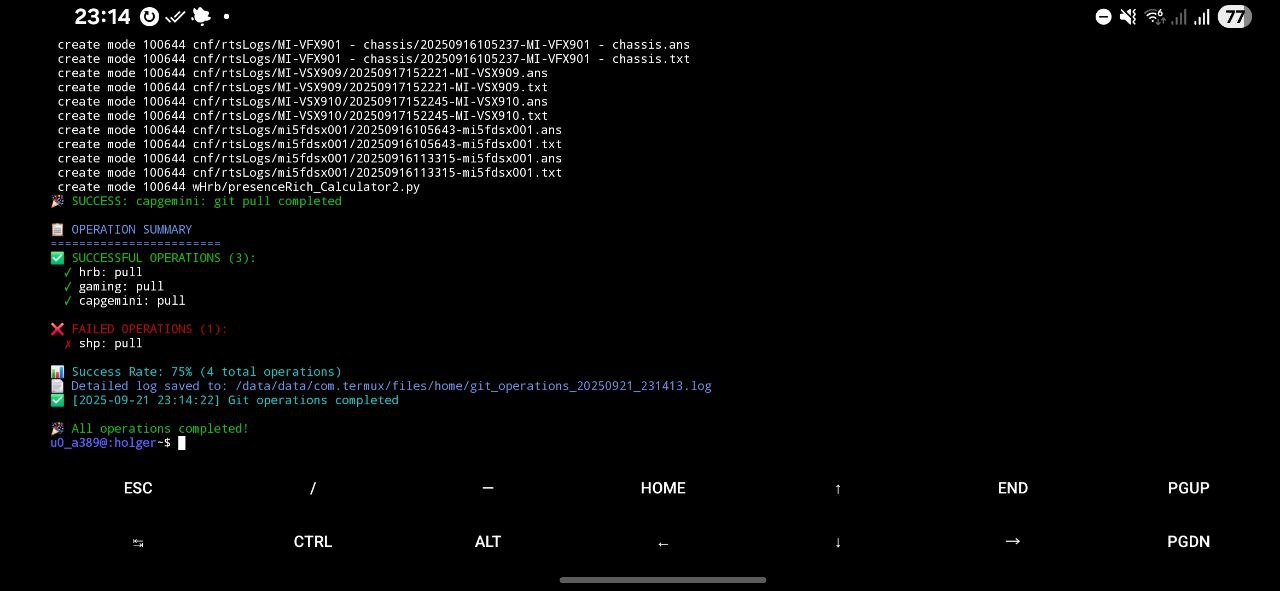 23:14
77
create mode 100644 cnf/rtsLogs/MI-VFX901 - chassis/20250916105237-MI-VFX901 - chassis.ans
create mode 100644 cnf/rtsLogs/MI-VFX901 - chassis/20250916105237-MI-VFX901 - chassis.txt
create mode 100644 cnf/rtsLogs/MI-VSX909/20250917152221-MI-VSX909.ans
create mode 100644 cnf/rtsLogs/MI-VSX909/20250917152221-MI-VSX909.txt
create mode 100644 cnf/rtsLogs/MI-VSX910/20250917152245-MI-VSX910.ans
create mode 100644 cnf/rtsLogs/MI-VSX910/20250917152245-MI-VSX910.txt
create mode 100644 cnf/rtsLogs/mi5fdsx001/20250916105643-mi5fdsx001.ans
create mode 100644 cnf/rtsLogs/mi5fdsx001/20250916105643-mi5fdsx001.txt
create mode 100644 cnf/rtsLogs/mi5fdsx001/20250916113315-mi5fdsx001.ans
create mode 100644 cnf/rtsLogs/mi5fdsx001/20250916113315-mi5fdsx001.txt
create mode 100644 wHrb/presenceRich_Calculator2.py
🎉 SUCCESS: capgemini: git pull completed
📋 OPERATION SUMMARY
========================
✅ SUCCESSFUL OPERATIONS (3):
✓ hrb: pull
✓ gaming: pull
✓ capgemini: pull
❌ FAILED OPERATIONS (1):
✗ shp: pull
📊 Success Rate: 75% (4 total operations)
📄 Detailed log saved to: /data/data/com.termux/files/home/git_operations_20250921_231413.log
✅ [2025-09-21 23:14:22] Git operations completed
🎉 All operations completed!
u0_a389@:holger~$
ESC / — HOME ↑ END PGUP
↹ CTRL ALT ← ↓ → PGDN